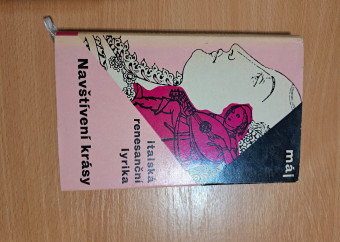 Navštívení krásy
italská
renesanční
lyrika
máj